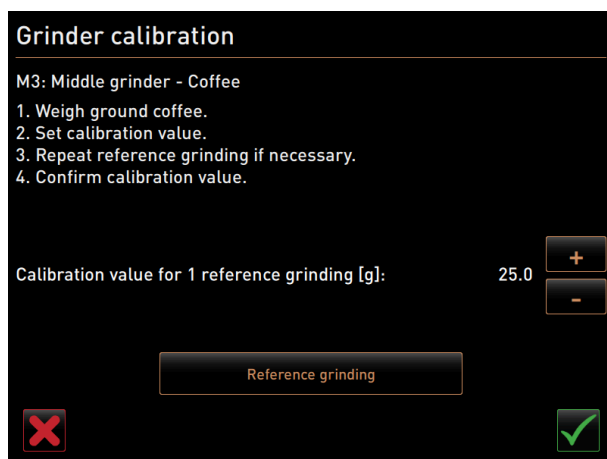 Grinder calibration
M3: Middle grinder - Coffee
1. Weigh ground coffee.
2. Set calibration value.
3. Repeat reference grinding if necessary.
4. Confirm calibration value.
Calibration value for 1 reference grinding [g]: 25.0
+
-
Reference grinding